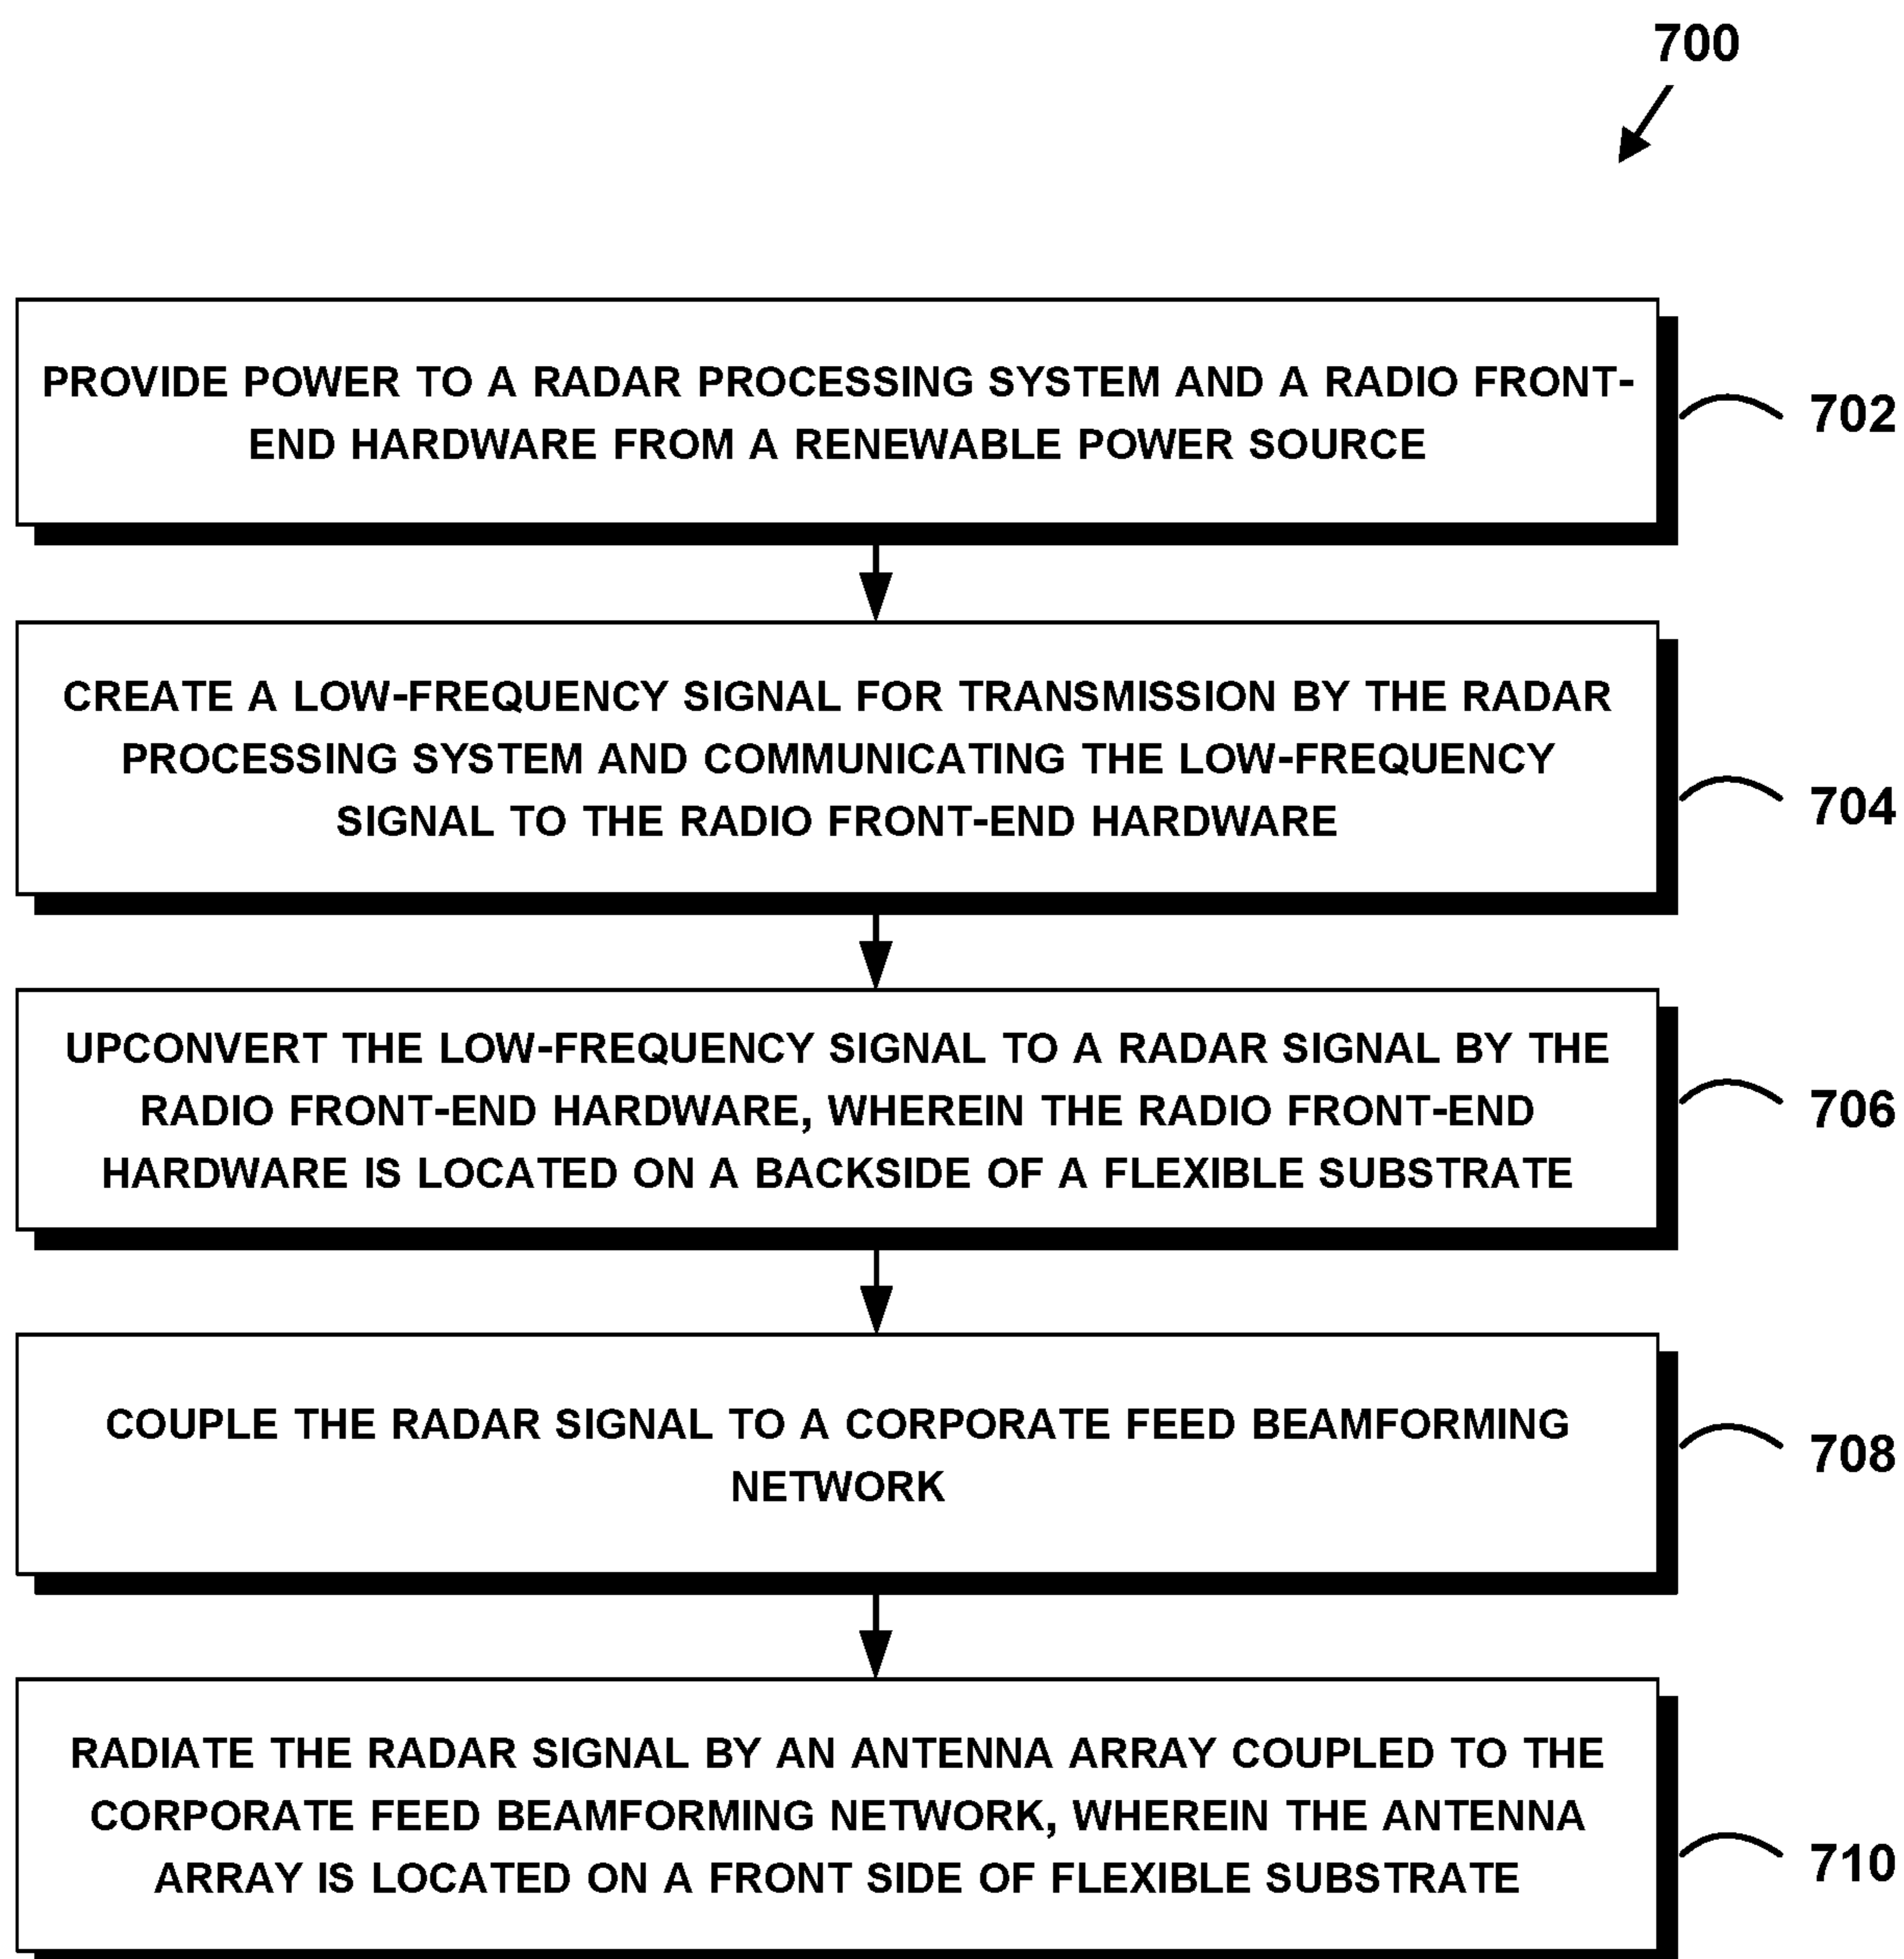 700
PROVIDE POWER TO A RADAR PROCESSING SYSTEM AND A RADIO FRONT-
END HARDWARE FROM A RENEWABLE POWER SOURCE
702
CREATE A LOW-FREQUENCY SIGNAL FOR TRANSMISSION BY THE RADAR
PROCESSING SYSTEM AND COMMUNICATING THE LOW-FREQUENCY
SIGNAL TO THE RADIO FRONT-END HARDWARE
704
UPCONVERT THE LOW-FREQUENCY SIGNAL TO A RADAR SIGNAL BY THE
RADIO FRONT-END HARDWARE, WHEREIN THE RADIO FRONT-END
HARDWARE IS LOCATED ON A BACKSIDE OF A FLEXIBLE SUBSTRATE
706
COUPLE THE RADAR SIGNAL TO A CORPORATE FEED BEAMFORMING
NETWORK
708
RADIATE THE RADAR SIGNAL BY AN ANTENNA ARRAY COUPLED TO THE
CORPORATE FEED BEAMFORMING NETWORK, WHEREIN THE ANTENNA
ARRAY IS LOCATED ON A FRONT SIDE OF FLEXIBLE SUBSTRATE
710